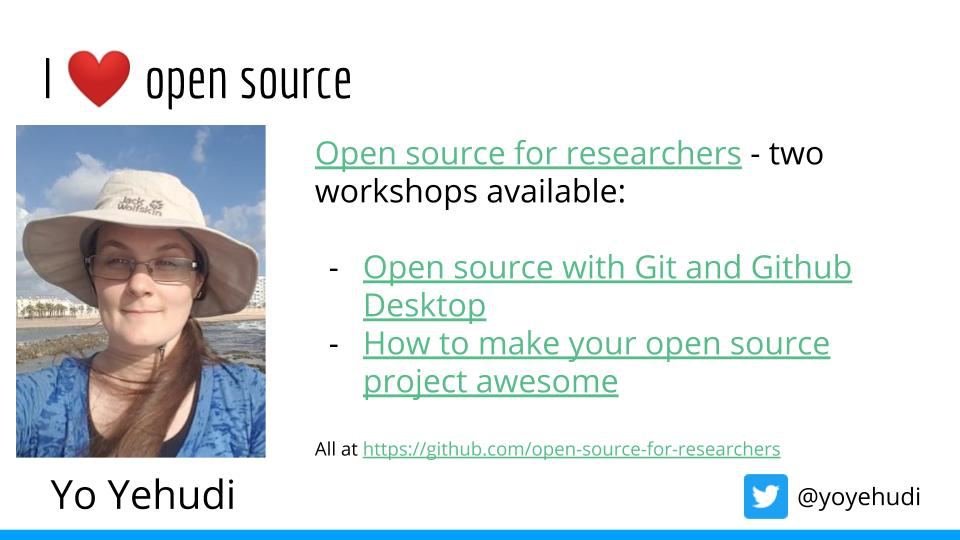 I ❤️ open source
Jack
Wolfskin
Open source for researchers - two
workshops available:
- Open source with Git and Github
Desktop
- How to make your open source
project awesome
All at https://github.com/open-source-for-researchers
Yo Yehudi
@yoyehudi